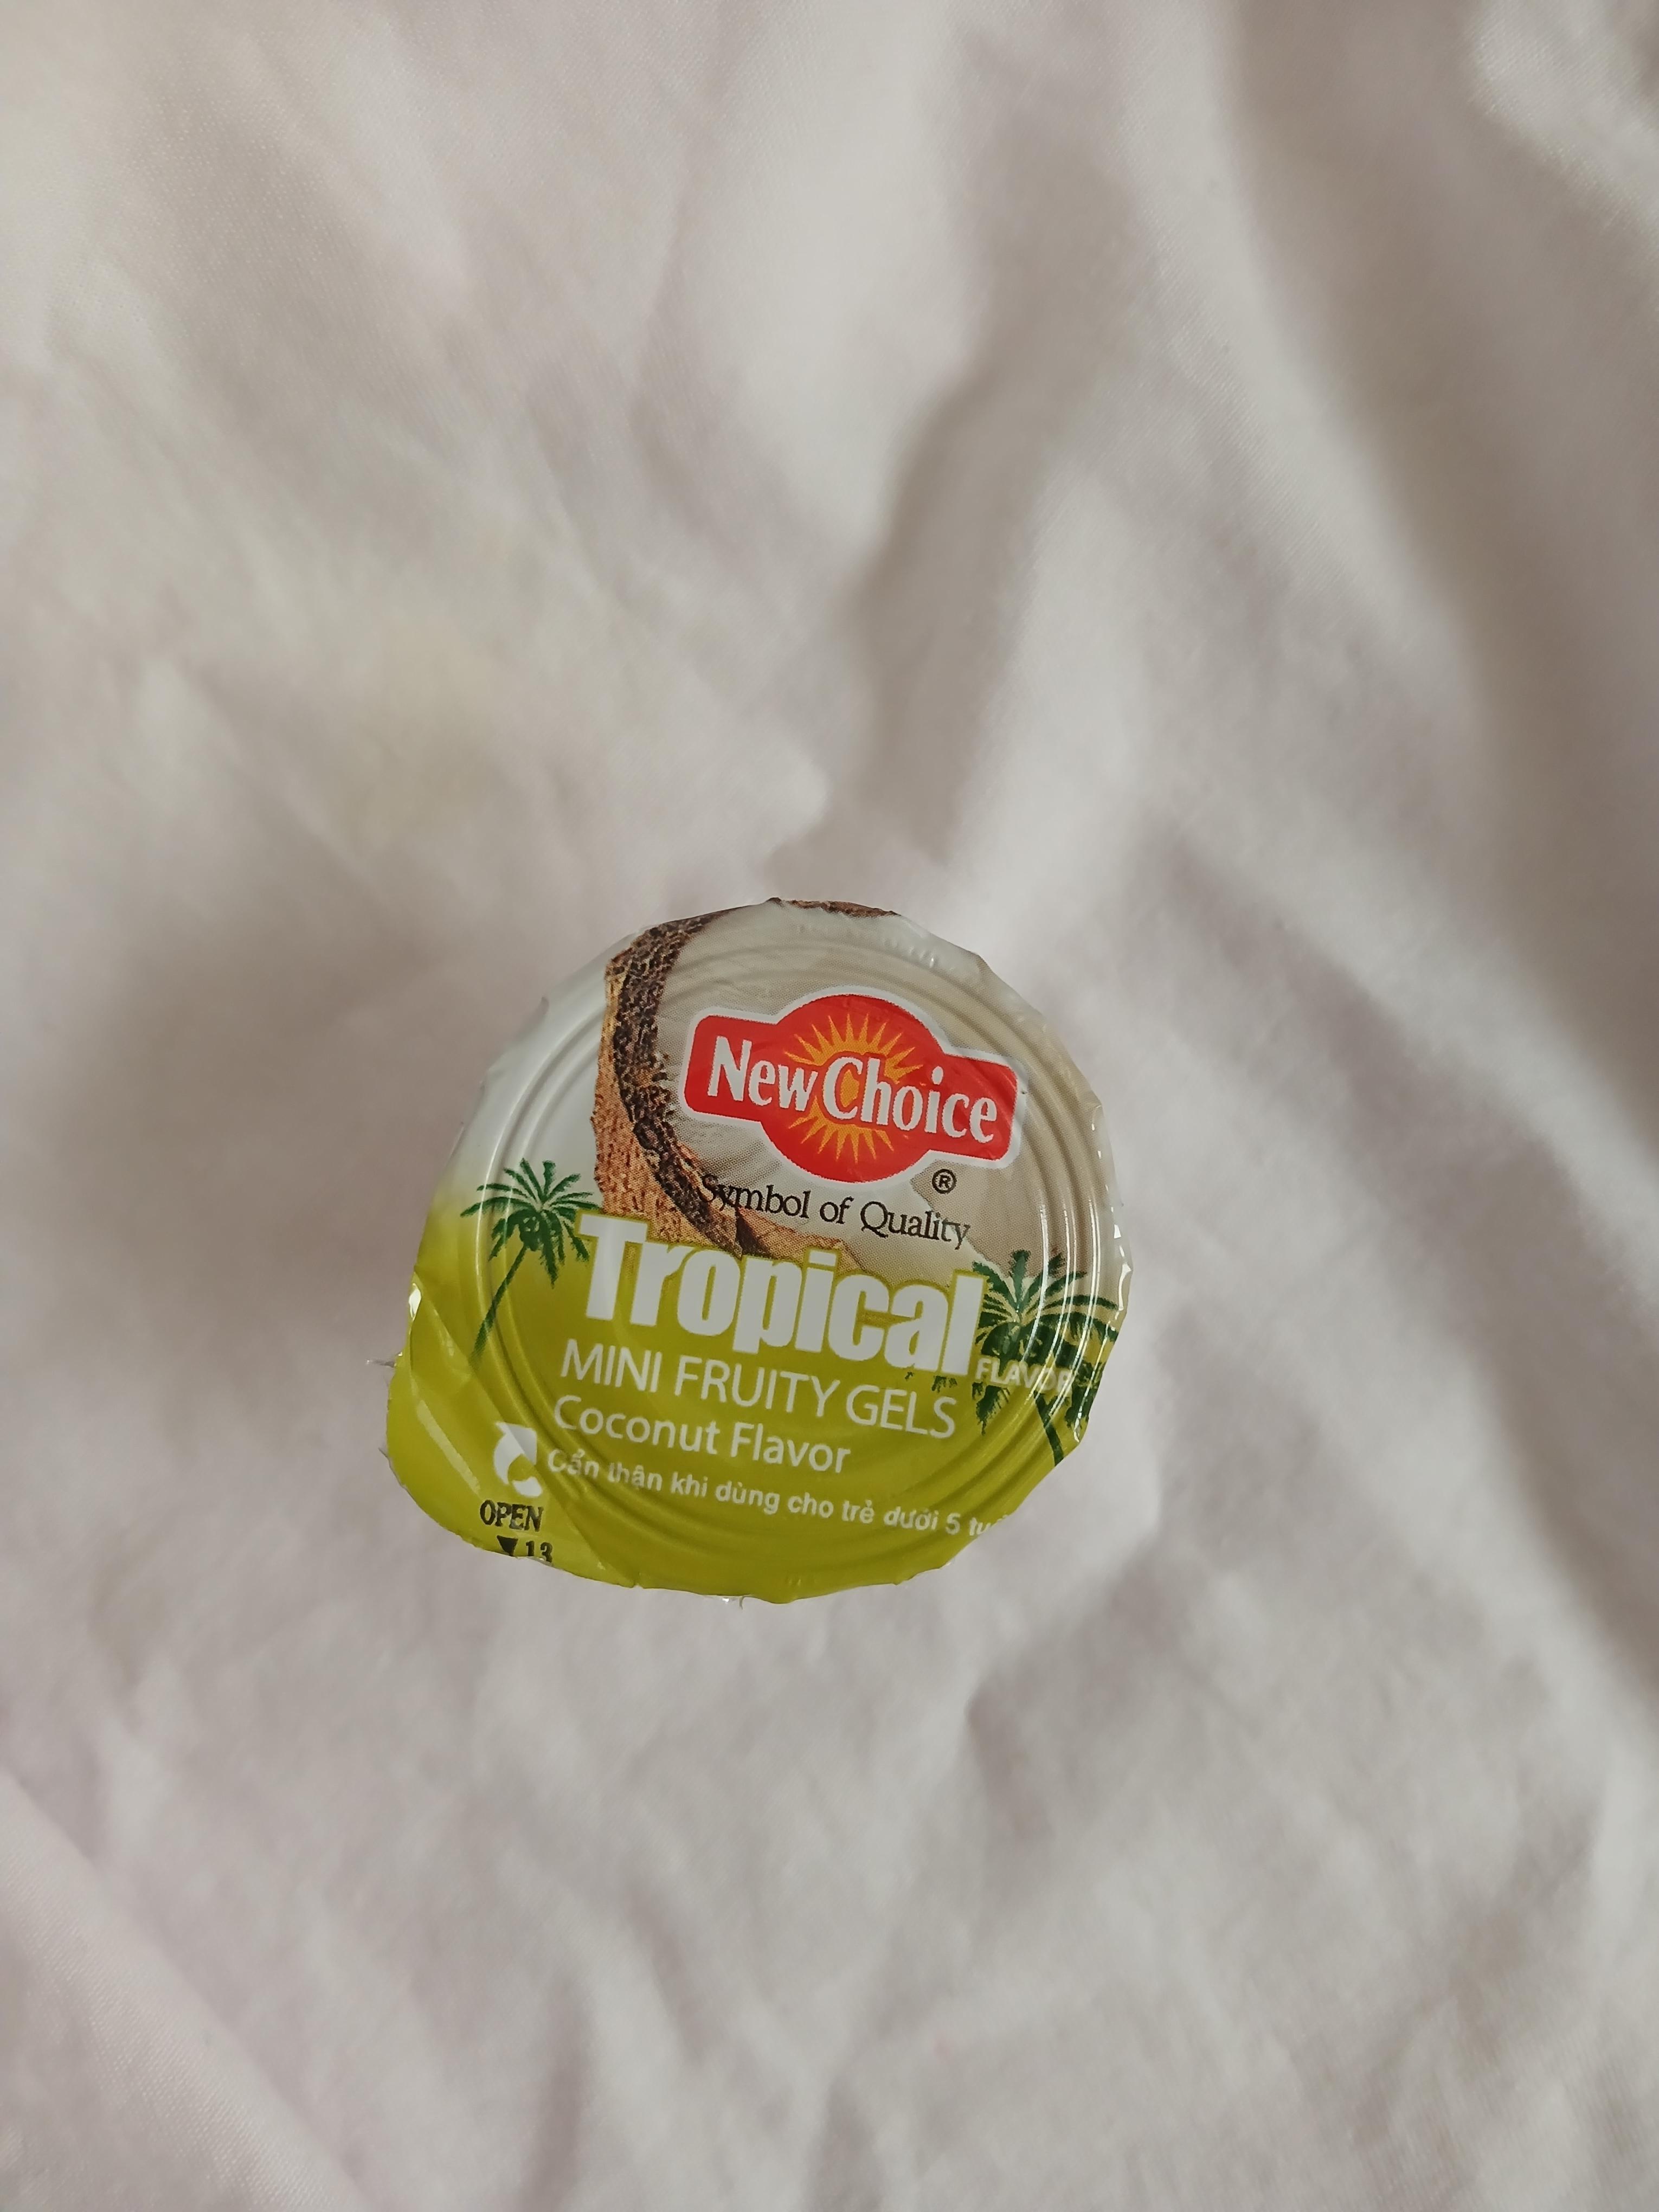 New Choice
®
Symbol of Quality
Tropical
FLAVOR
MINI FRUITY GELS
Coconut Flavor
Cẩn thận khi dùng cho trẻ dưới 5
OPEN
▼13